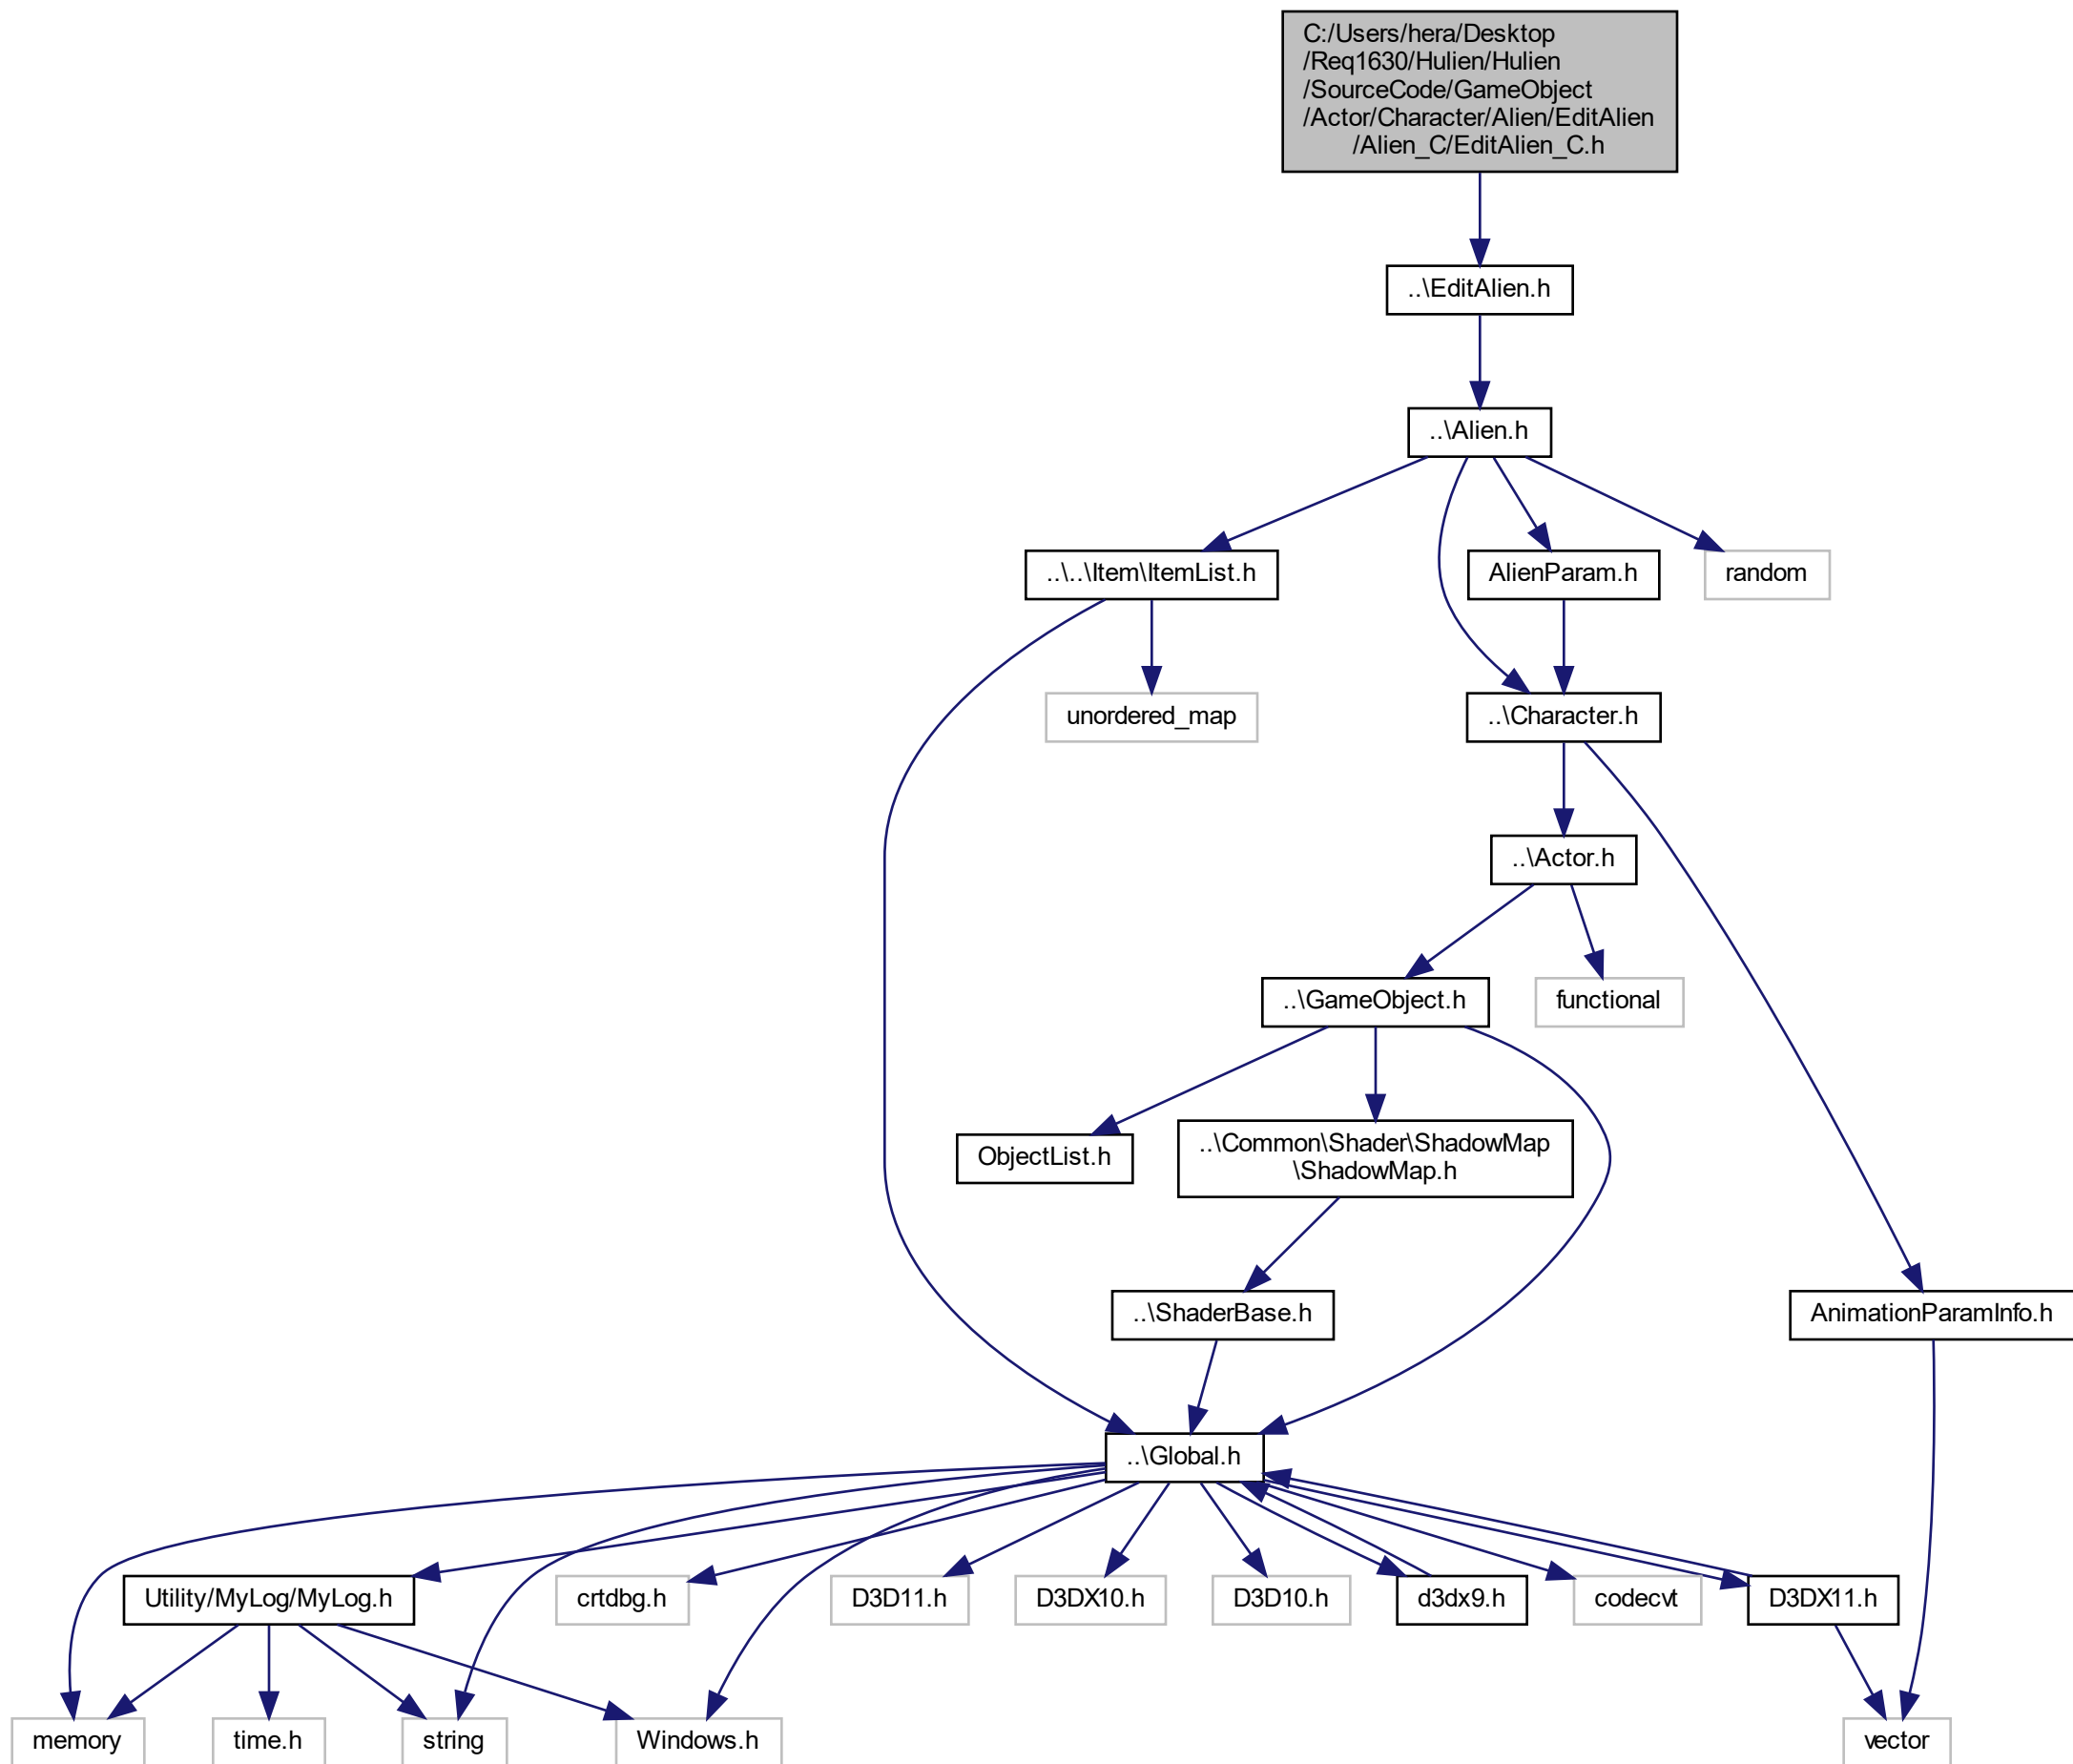 C:/Users/hera/Desktop
/Req1630/Hulien/Hulien
/SourceCode/GameObject
/Actor/Character/Alien/EditAlien
/Alien_C/EditAlien_C.h
..\EditAlien.h
..\Alien.h
..\..\Item\ItemList.h
AlienParam.h
random
unordered_map
..\Character.h
..\Actor.h
..\GameObject.h
functional
ObjectList.h
..\Common\Shader\ShadowMap
\ShadowMap.h
..\ShaderBase.h
AnimationParamInfo.h
..\Global.h
Utility/MyLog/MyLog.h
crtdbg.h
D3D11.h
D3DX10.h
D3D10.h
d3dx9.h
codecvt
D3DX11.h
memory
time.h
string
Windows.h
vector